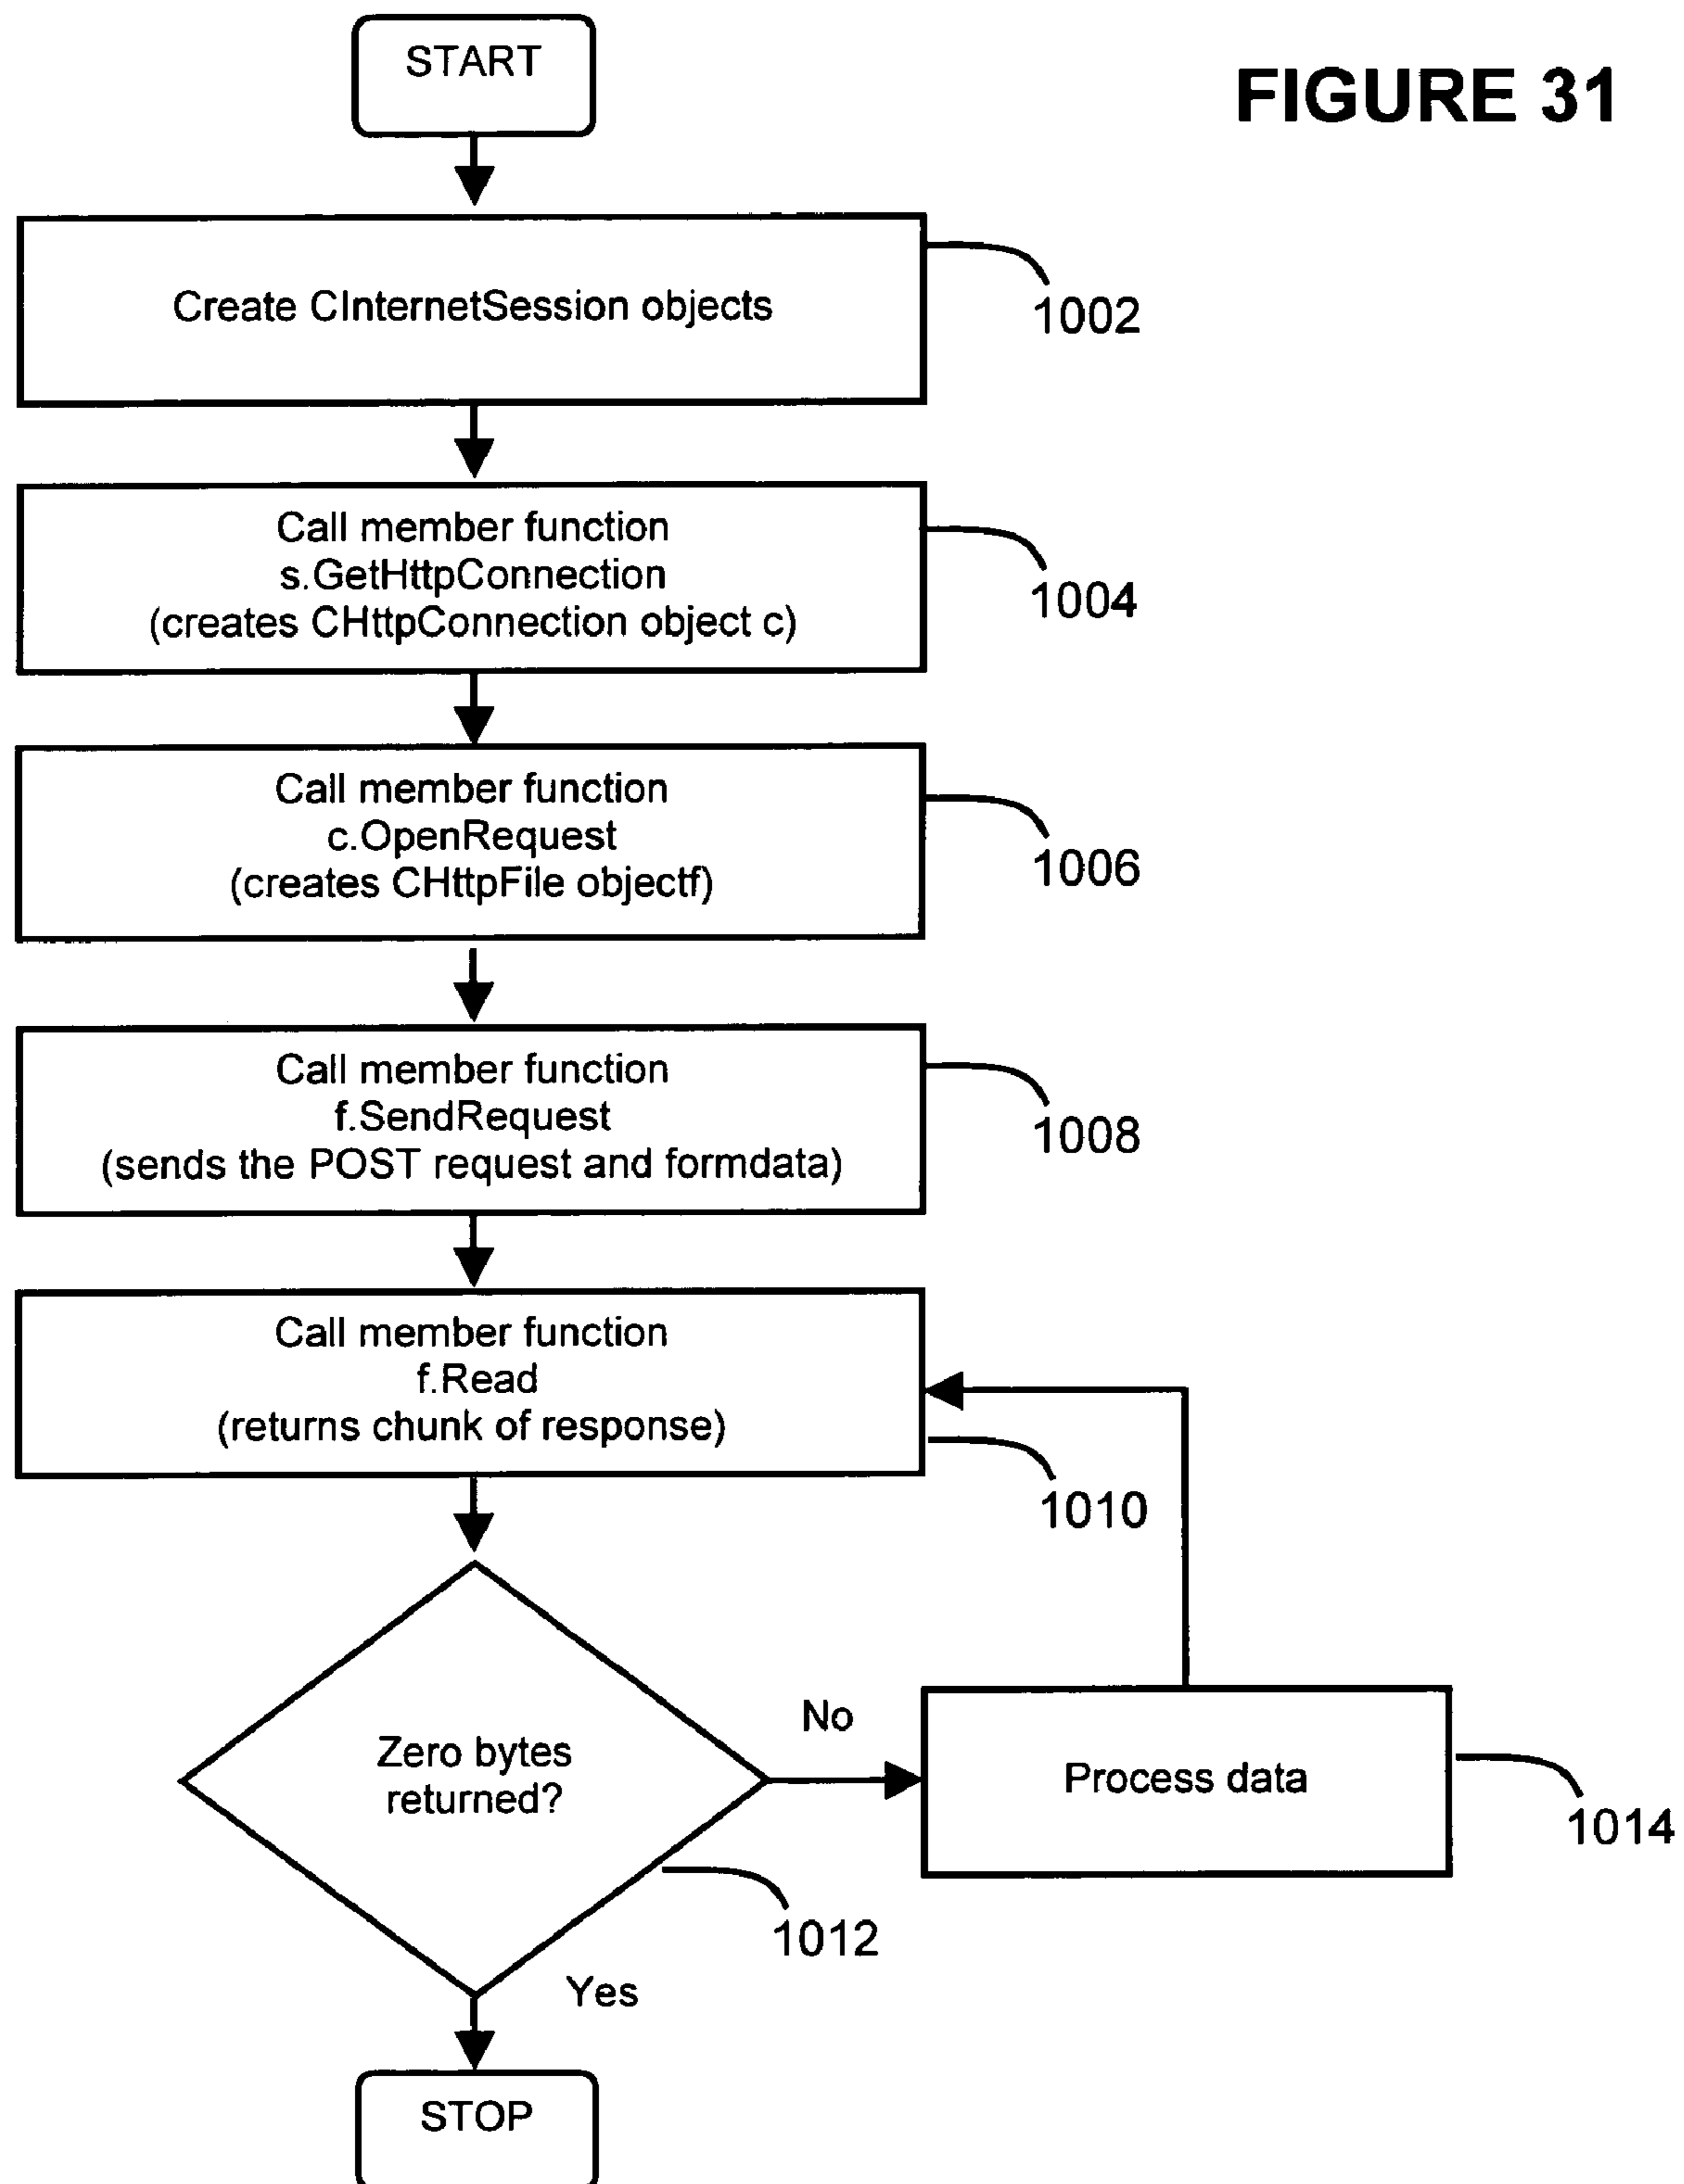 START
FIGURE 31
Create CInternetSession objects
1002
Call member function
s.GetHttpConnection
(creates CHttpConnection object c)
1004
Call member function
c.OpenRequest
(creates CHttpFile objectf)
1006
Call member function
f.SendRequest
(sends the POST request and formdata)
1008
Call member function
f.Read
(returns chunk of response)
1010
Zero bytes
returned?
No
Process data
1014
1012
Yes
STOP